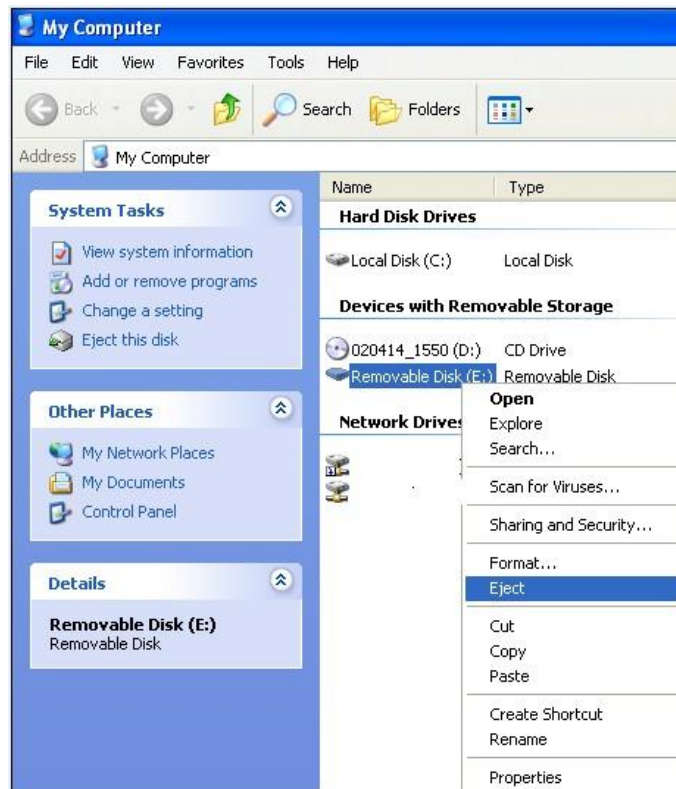 My Computer
File Edit View Favorites Tools Help
Back Search Folders
Address My Computer
System Tasks
View system information
Add or remove programs
Change a setting
Eject this disk
Other Places
My Network Places
My Documents
Control Panel
Details
Removable Disk (E:)
Removable Disk
Name Type
Hard Disk Drives
Local Disk (C:) Local Disk
Devices with Removable Storage
020414_1550 (D:) CD Drive
Removable Disk (E:) Removable Disk
Network Drives
Open
Explore
Search...
Scan for Viruses...
Sharing and Security...
Format...
Eject
Cut
Copy
Paste
Create Shortcut
Rename
Properties